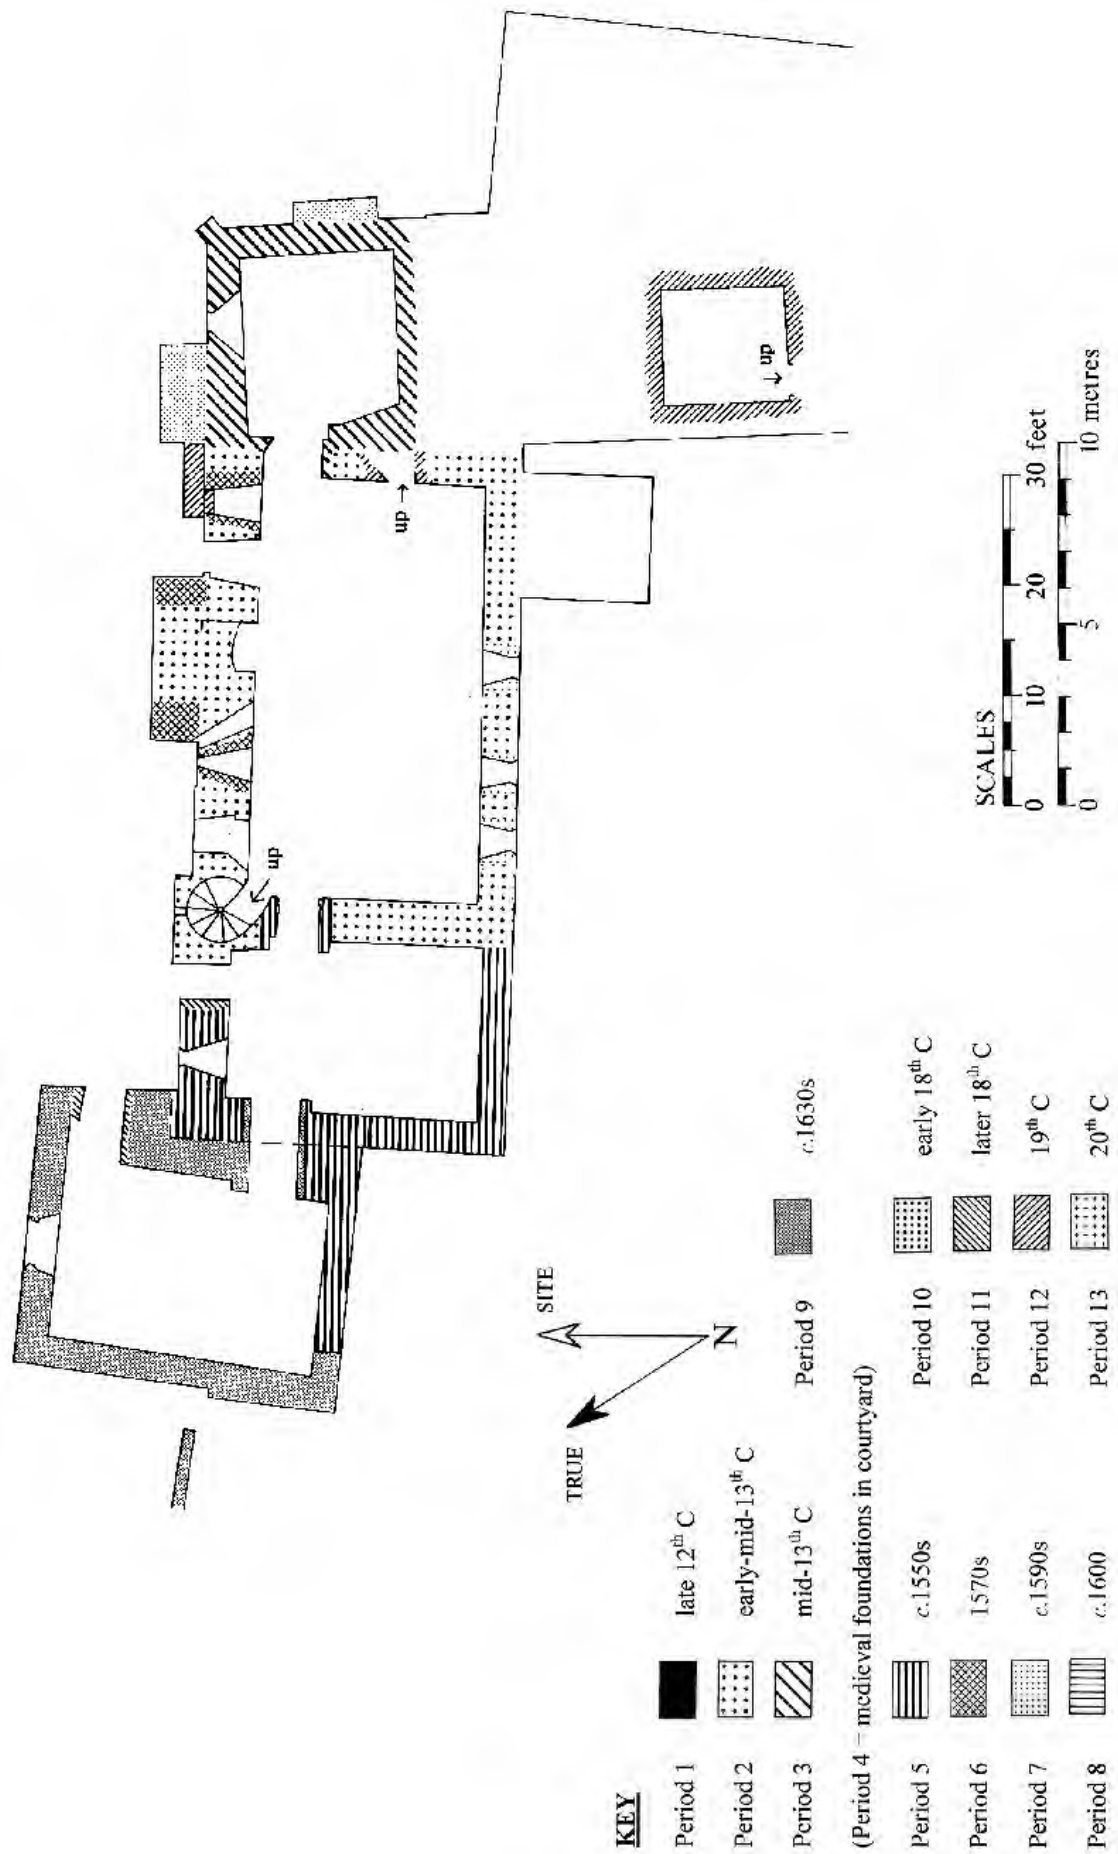 up
up
up
SITE
TRUE
N
SCALES
0 10 20 30 feet
0 5 10 metres
KEY
Period 1 late 12th C
Period 2 early-mid-13th C
Period 3 mid-13th C
(Period 4 = medieval foundations in courtyard)
Period 5 c.1550s
Period 6 1570s
Period 7 c.1590s
Period 8 c.1600
Period 9 c.1630s
Period 10 early 18th C
Period 11 later 18th C
Period 12 19th C
Period 13 20th C